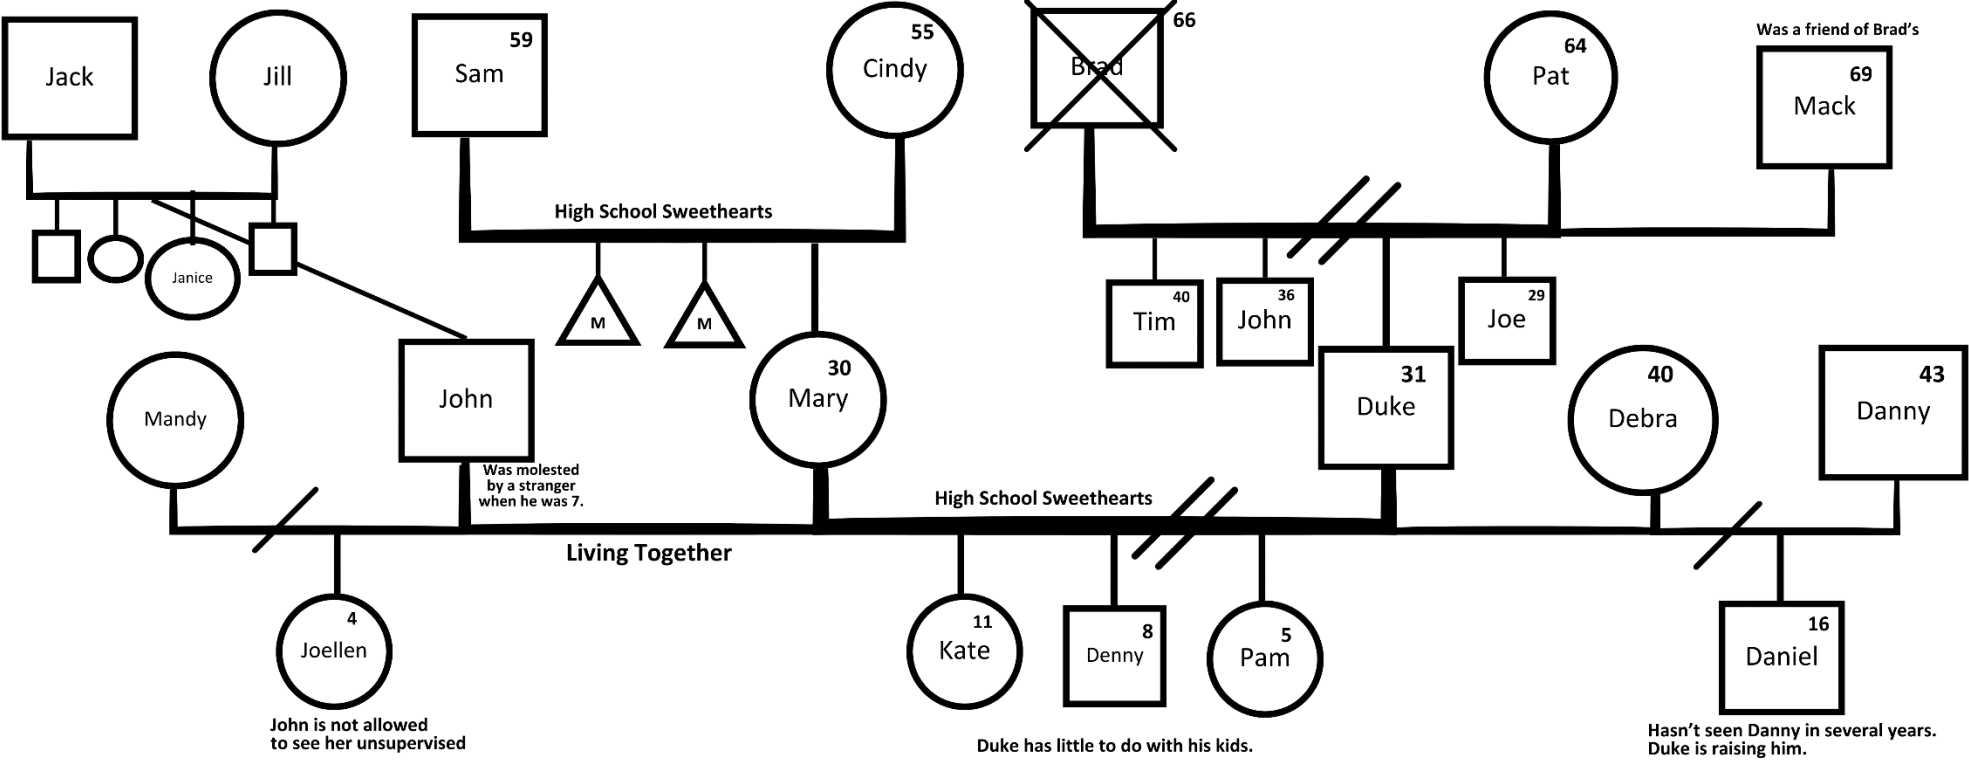 Jack
Jill
59
Sam
55
Cindy
66
Brad
64
Pat
Was a friend of Brad’s
69
Mack
High School Sweethearts
Janice
M
M
40
Tim
36
John
29
Joe
Mandy
John
30
Mary
31
Duke
40
Debra
43
Danny
Was molested
by a stranger
when he was 7.
High School Sweethearts
Living Together
4
Joellen
11
Kate
8
Denny
5
Pam
16
Daniel
John is not allowed
to see her unsupervised
Duke has little to do with his kids.
Hasn’t seen Danny in several years.
Duke is raising him.